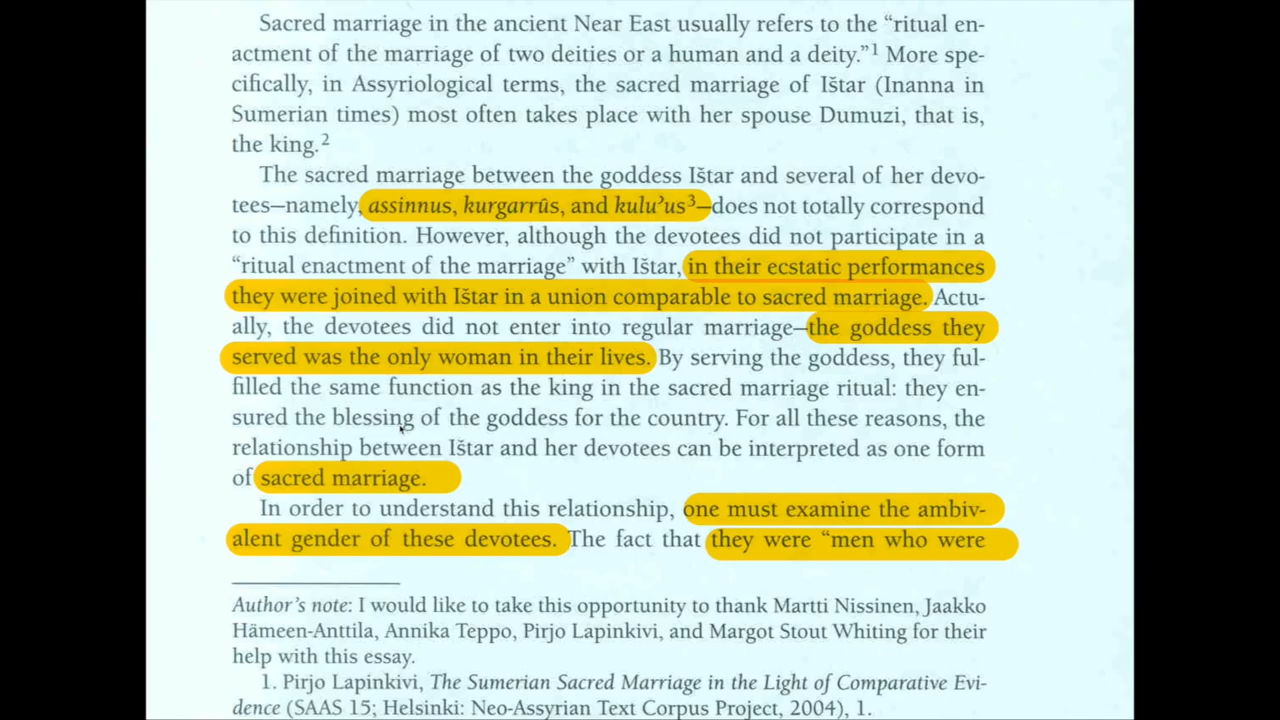 Sacred marriage in the ancient Near East usually refers to the “ritual en-
actment of the marriage of two deities or a human and a deity.”1 More spe-
cifically, in Assyriological terms, the sacred marriage of Ištar (Inanna in
Sumerian times) most often takes place with her spouse Dumuzi, that is,
the king.2
The sacred marriage between the goddess Ištar and several of her devo-
tees—namely, assinnus, kurgarrûs, and kuluʾus3—does not totally correspond
to this definition. However, although the devotees did not participate in a
“ritual enactment of the marriage” with Ištar, in their ecstatic performances
they were joined with Ištar in a union comparable to sacred marriage. Actu-
ally, the devotees did not enter into regular marriage—the goddess they
served was the only woman in their lives. By serving the goddess, they ful-
filled the same function as the king in the sacred marriage ritual: they en-
sured the blessing of the goddess for the country. For all these reasons, the
relationship between Ištar and her devotees can be interpreted as one form
of sacred marriage.
In order to understand this relationship, one must examine the ambiv-
alent gender of these devotees. The fact that they were “men who were
Author’s note: I would like to take this opportunity to thank Martti Nissinen, Jaakko
Hämeen-Anttila, Annika Teppo, Pirjo Lapinkivi, and Margot Stout Whiting for their
help with this essay.
1. Pirjo Lapinkivi, The Sumerian Sacred Marriage in the Light of Comparative Evi-
dence (SAAS 15; Helsinki: Neo-Assyrian Text Corpus Project, 2004), 1.